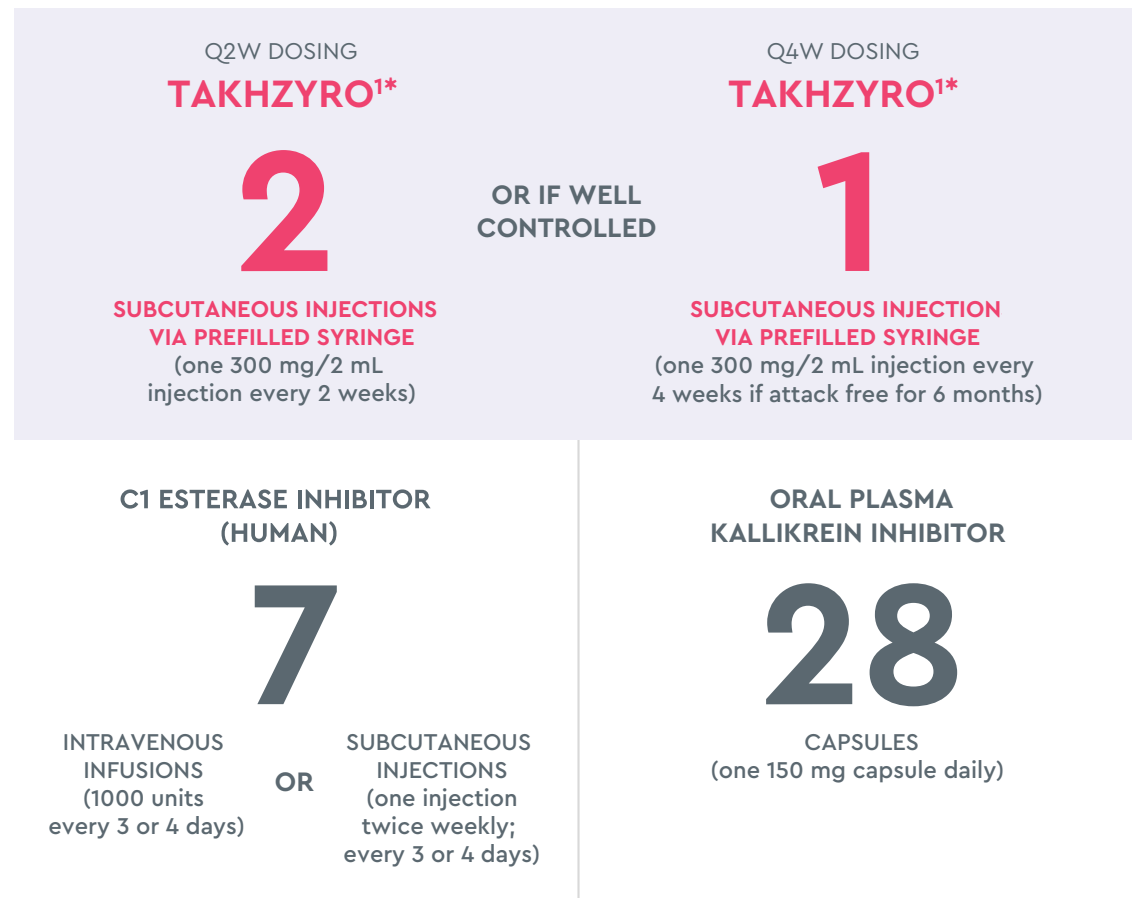 Q2W DOSING
TAKHZYRO¹*
2
SUBCUTANEOUS INJECTIONS
VIA PREFILLED SYRINGE
(one 300 mg/2 mL
injection every 2 weeks)
OR IF WELL
CONTROLLED
Q4W DOSING
TAKHZYRO¹*
1
SUBCUTANEOUS INJECTION
VIA PREFILLED SYRINGE
(one 300 mg/2 mL injection every
4 weeks if attack free for 6 months)
C1 ESTERASE INHIBITOR
(HUMAN)
7
INTRAVENOUS
INFUSIONS
(1000 units
every 3 or 4 days)
OR
SUBCUTANEOUS
INJECTIONS
(one injection
twice weekly;
every 3 or 4 days)
ORAL PLASMA
KALLIKREIN INHIBITOR
28
CAPSULES
(one 150 mg capsule daily)